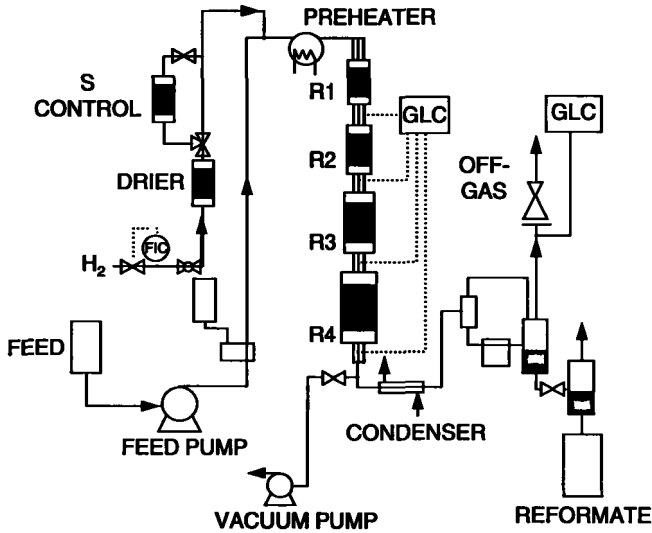 PREHEATER
S
CONTROL
R1
GLC
GLC
R2
DRIER
OFF-
GAS
R3
FIC
H₂
R4
FEED
CONDENSER
FEED PUMP
VACUUM PUMP
REFORMATE